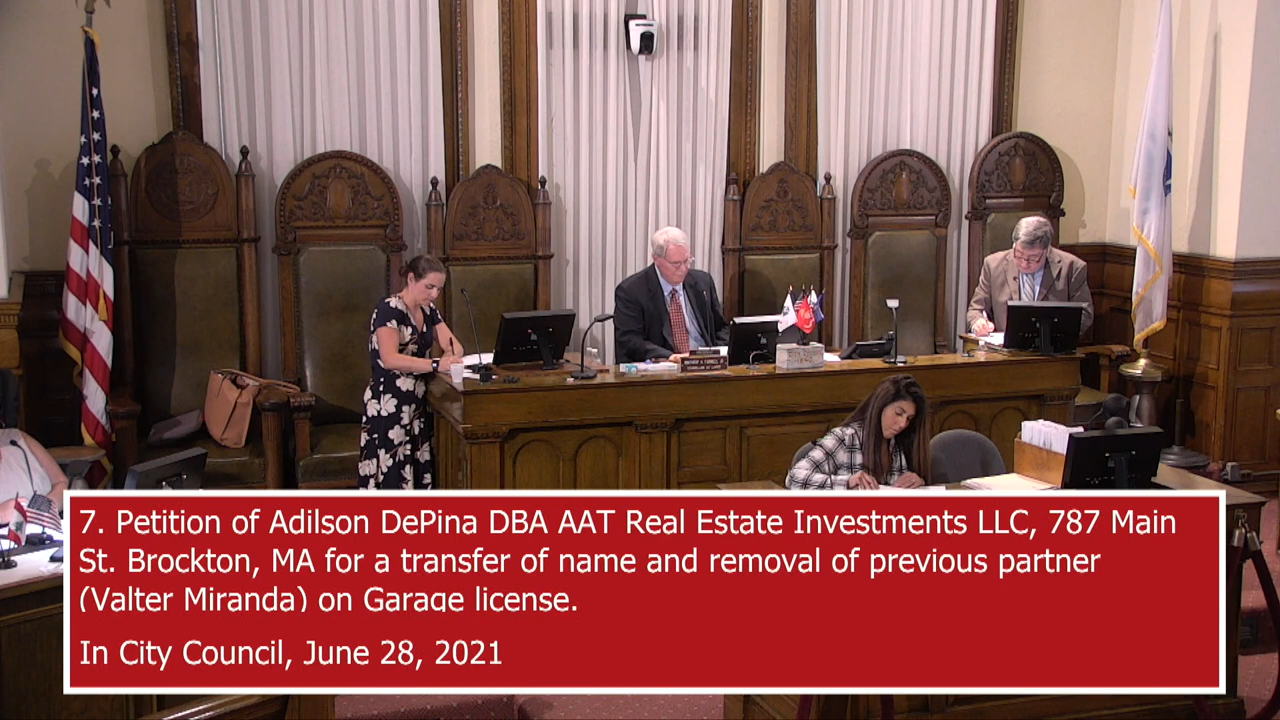 7. Petition of Adilson DePina DBA AAT Real Estate Investments LLC, 787 Main
St. Brockton, MA for a transfer of name and removal of previous partner
(Valter Miranda) on Garage license.
In City Council, June 28, 2021